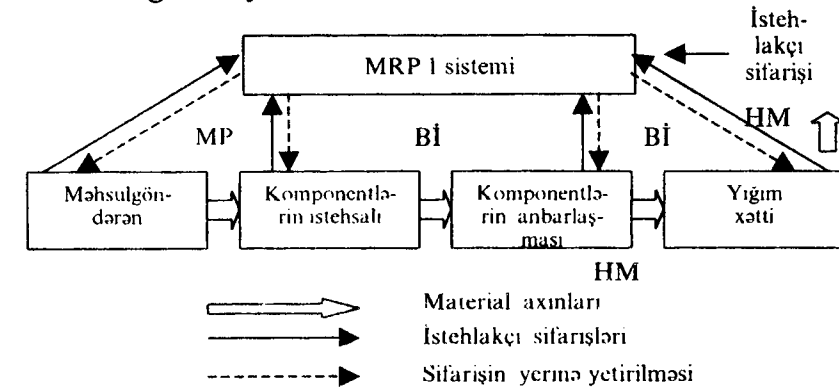 İsteh-
lakçı
sifarişi
MRP 1 sistemi
HM
MP
Bİ
Bİ
Məhsulgön-
dərən
Komponentlə-
rin istehsalı
Komponentlə-
rin anbarlaş-
ması
Yığım
xətti
HM
Material axınları
İstehlakçı sifarişləri
Sifarişin yerinə yetirilməsi